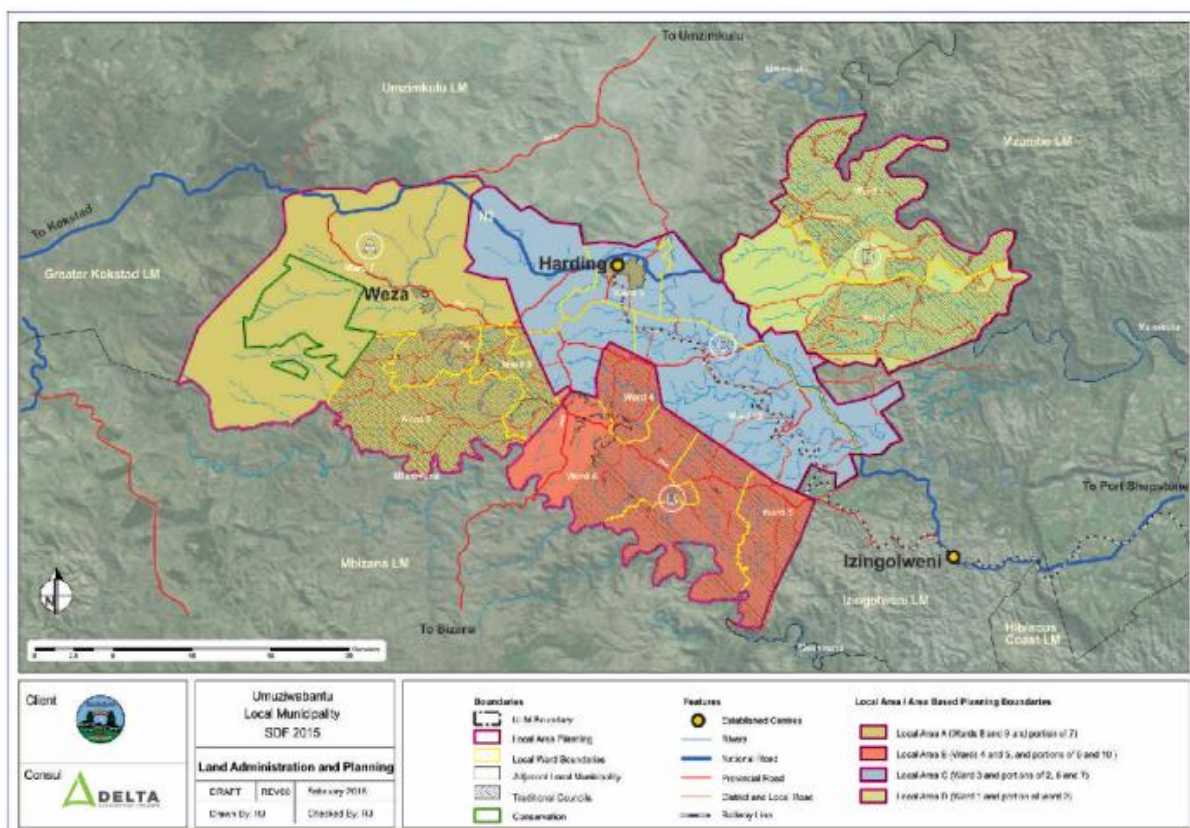 To Umzimkulu
Umzimkulu LM
Mzumbe LM
To Kokstad
N2
Greater Kokstad LM
Harding
Ward 7
Weza
Ward 4
Ward 6
Ward 5
To Port Shepstone
Mbizana LM
Izingolweni
Izingolweni LM
To Bizana
Hibiscus
Coast LM
N
Client
Consul
DELTA
Umuziwabantu
Local Municipality
SDF 2015
Land Administration and Planning
DRAFT
February 2015
Drawn By: RJ
Checked By: RJ
Boundaries
Local Area Planning
Local Ward Boundaries
Adjacent Local Municipality
Traditional Councils
Conservation
Features
Established Centres
Rivers
National Road
Provincial Road
District and Local Road
Railway Line
Local Area / Area Based Planning Boundaries
Local Area A (Wards 8 and 9 and portion of 7)
Local Area B (Wards 4 and 5, and portions of 6 and 10)
Local Area C (Ward 3 and portions of 2, 6 and 7)
Local Area D (Ward 1 and portion of ward 2)